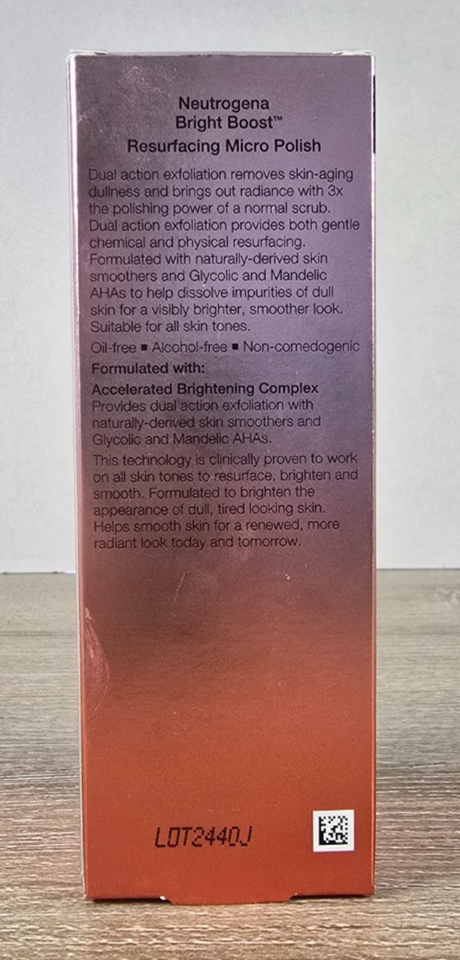 Neutrogena
Bright Boost™
Resurfacing Micro Polish
Dual action exfoliation removes skin-aging
dullness and brings out radiance with 3x
the polishing power of a normal scrub.
Dual action exfoliation provides both gentle
chemical and physical resurfacing.
Formulated with naturally-derived skin
smoothers and Glycolic and Mandelic
AHAs to help dissolve impurities of dull
skin for a visibly brighter, smoother look.
Suitable for all skin tones.
Oil-free ▪ Alcohol-free ▪ Non-comedogenic
Formulated with:
Accelerated Brightening Complex
Provides dual action exfoliation with
naturally-derived skin smoothers and
Glycolic and Mandelic AHAs.
This technology is clinically proven to work
on all skin tones to resurface, brighten and
smooth. Formulated to brighten the
appearance of dull, tired looking skin.
Helps smooth skin for a renewed, more
radiant look today and tomorrow.
LOT2440J